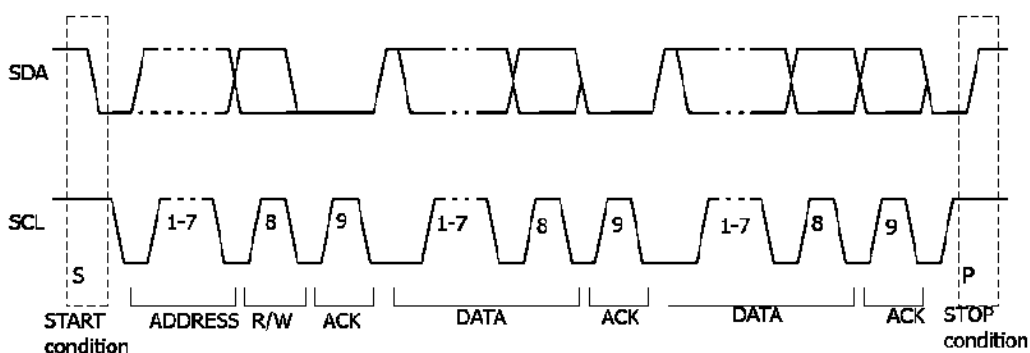 SDA
SCL
1-7 8 9 1-7 8 9 1-7 8 9
S P
START condition ADDRESS R/W ACK DATA ACK DATA ACK STOP condition